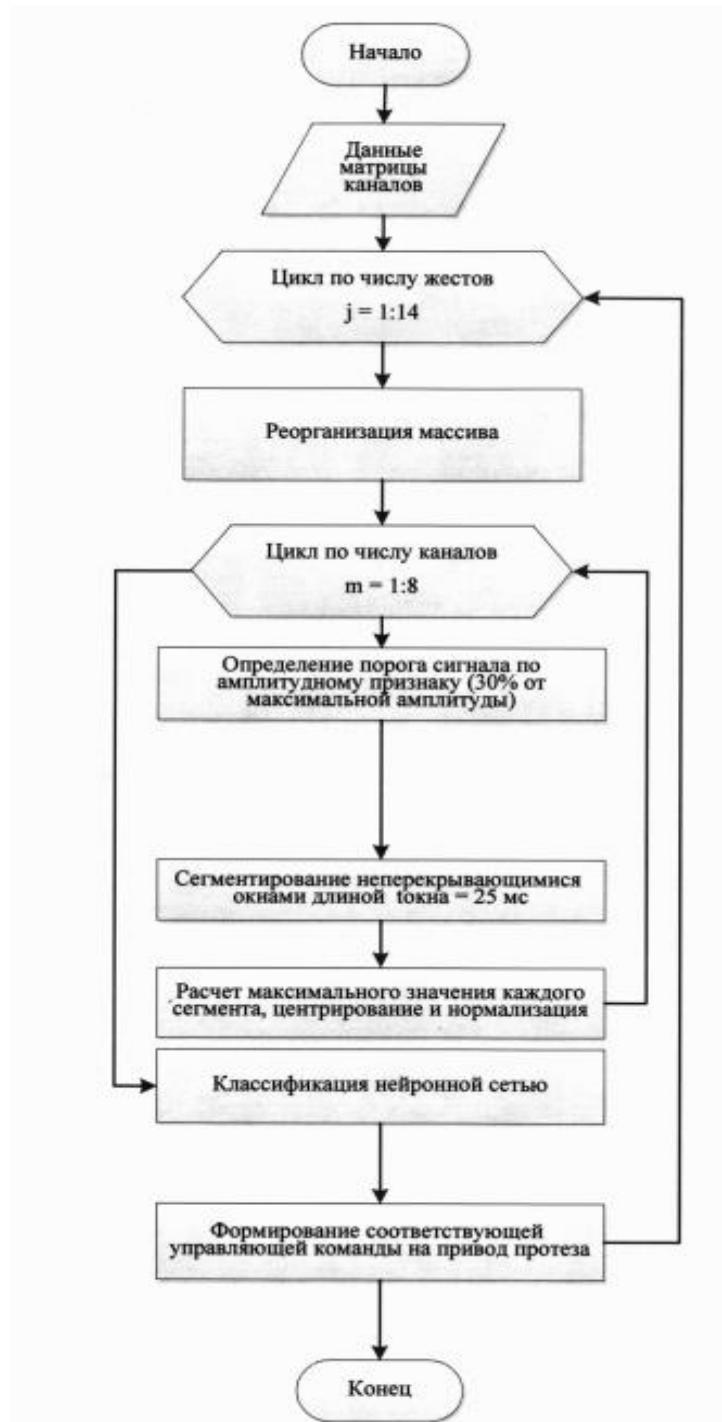 Начало
Данные
матрицы
каналов
Цикл по числу жестов
j = 1:14
Реорганизация массива
Цикл по числу каналов
m = 1:8
Определение порога сигнала по
амплитудному признаку (30% от
максимальной амплитуды)
Сегментирование неперекрывающимися
окнами длиной tокна = 25 мс
Расчет максимального значения каждого
сегмента, центрирование и нормализация
Классификация нейронной сетью
Формирование соответствующей
управляющей команды на привод протеза
Конец